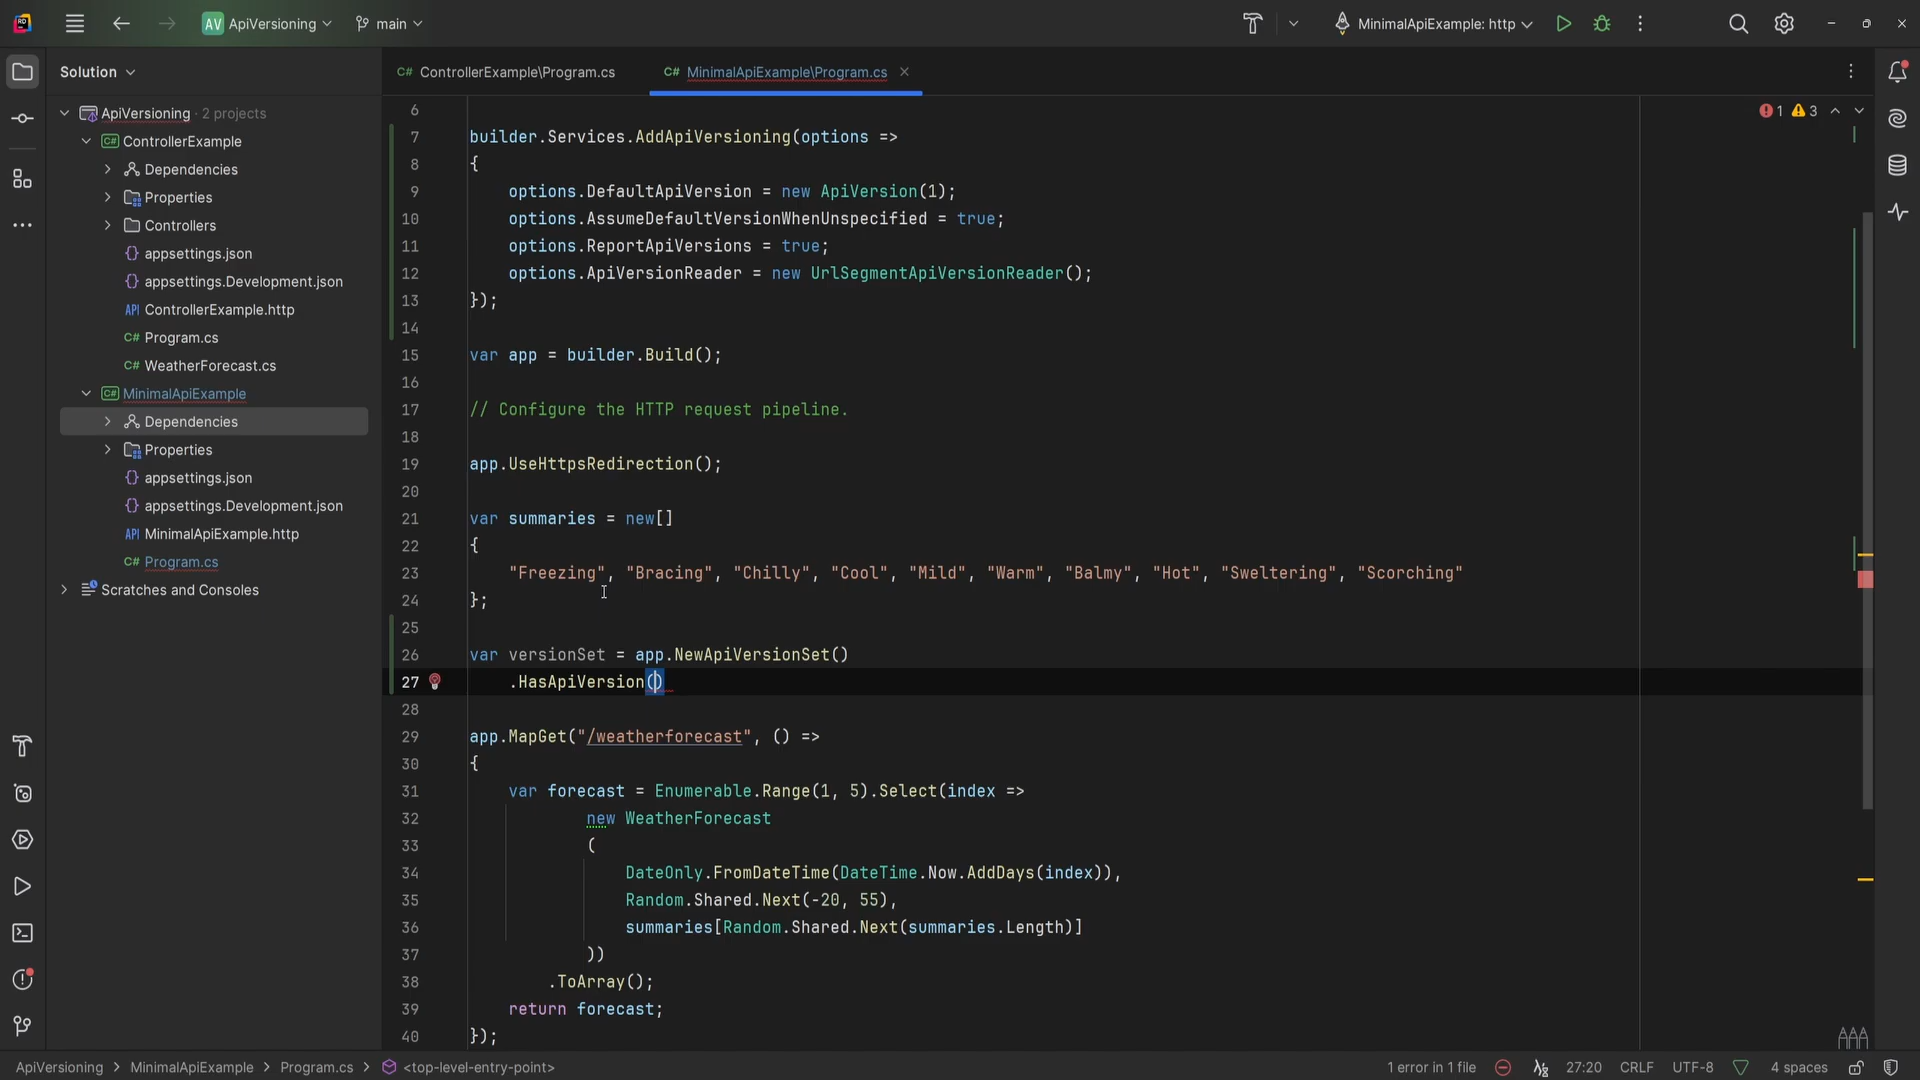 AV ApiVersioning main MinimalApiExample: http
Solution
C# ControllerExample\Program.cs C# MinimalApiExample\Program.cs
ApiVersioning · 2 projects
C# ControllerExample
Dependencies
Properties
Controllers
{} appsettings.json
{} appsettings.Development.json
API ControllerExample.http
C# Program.cs
C# WeatherForecast.cs
C# MinimalApiExample
Dependencies
Properties
{} appsettings.json
{} appsettings.Development.json
API MinimalApiExample.http
C# Program.cs
Scratches and Consoles
1 3
6
7 builder.Services.AddApiVersioning(options =>
8 {
9 options.DefaultApiVersion = new ApiVersion(1);
10 options.AssumeDefaultVersionWhenUnspecified = true;
11 options.ReportApiVersions = true;
12 options.ApiVersionReader = new UrlSegmentApiVersionReader();
13 });
14
15 var app = builder.Build();
16
17 // Configure the HTTP request pipeline.
18
19 app.UseHttpsRedirection();
20
21 var summaries = new[]
22 {
23 "Freezing", "Bracing", "Chilly", "Cool", "Mild", "Warm", "Balmy", "Hot", "Sweltering", "Scorching"
24 };
25
26 var versionSet = app.NewApiVersionSet()
27 .HasApiVersion()
28
29 app.MapGet("/weatherforecast", () =>
30 {
31 var forecast = Enumerable.Range(1, 5).Select(index =>
32 new WeatherForecast
33 (
34 DateOnly.FromDateTime(DateTime.Now.AddDays(index)),
35 Random.Shared.Next(-20, 55),
36 summaries[Random.Shared.Next(summaries.Length)]
37 ))
38 .ToArray();
39 return forecast;
40 });
ApiVersioning > MinimalApiExample > Program.cs > <top-level-entry-point> 1 error in 1 file 27:20 CRLF UTF-8 4 spaces